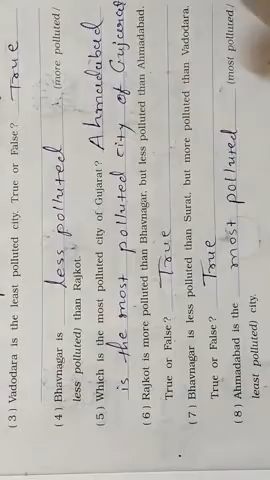 (3) Vadodara is the least polluted city. True or False? True
(4) Bhavnagar is less polluted (more polluted/
less polluted) than Rajkot.
(5) Which is the most polluted city of Gujarat? Ahmadabad
is the most polluted city of Gujarat
(6) Rajkot is more polluted than Bhavnagar, but less polluted than Ahmadabad.
True or False? True
(7) Bhavnagar is less polluted than Surat, but more polluted than Vadodara.
True or False? True
(8) Ahmadabad is the most polluted (most polluted/
least polluted) city.